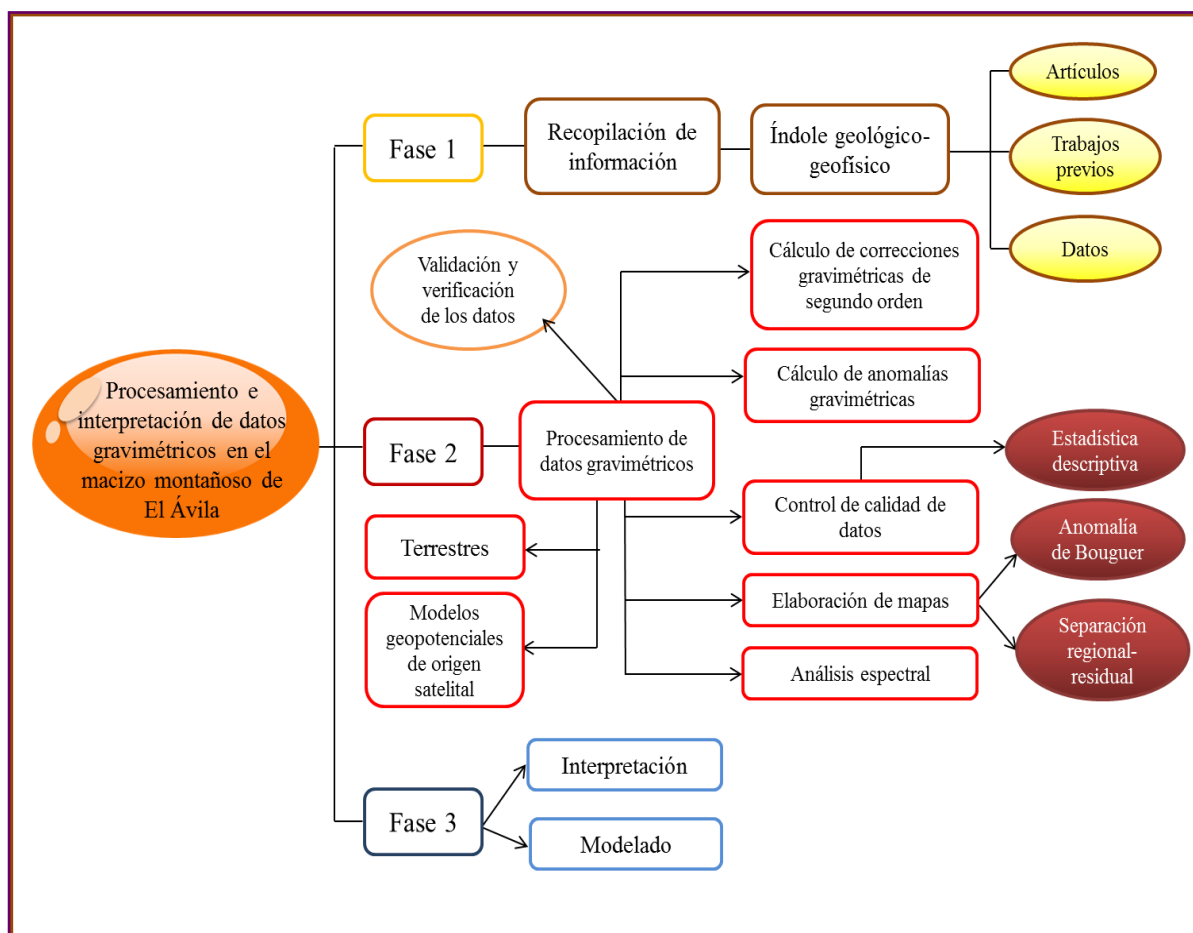 Procesamiento e
interpretación de datos
gravimétricos en el
macizo montañoso de
El Ávila
Fase 1
Recopilación de
información
Índole geológico-
geofísico
Artículos
Trabajos
previos
Datos
Fase 2
Procesamiento de
datos gravimétricos
Validación y
verificación
de los datos
Cálculo de correcciones
gravimétricas de
segundo orden
Cálculo de anomalías
gravimétricas
Control de calidad de
datos
Estadística
descriptiva
Elaboración de mapas
Anomalía
de Bouguer
Separación
regional-
residual
Análisis espectral
Terrestres
Modelos
geopotenciales
de origen
satelital
Fase 3
Interpretación
Modelado